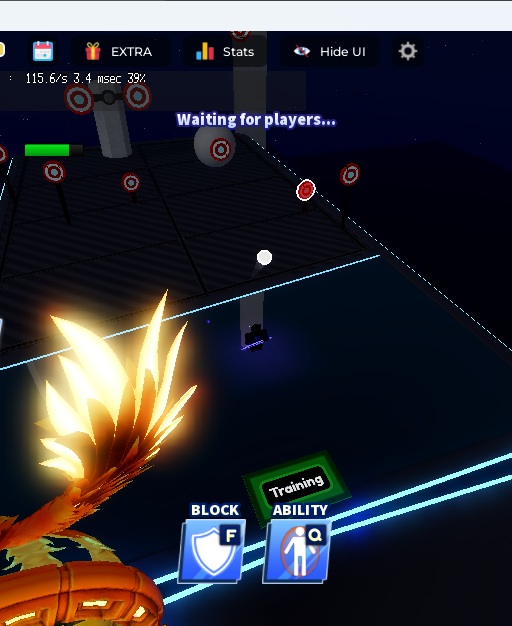 EXTRA
Stats
Hide UI
: 115.6/s 3.4 msec 39%
Waiting for players...
Training
BLOCK
ABILITY
F
Q